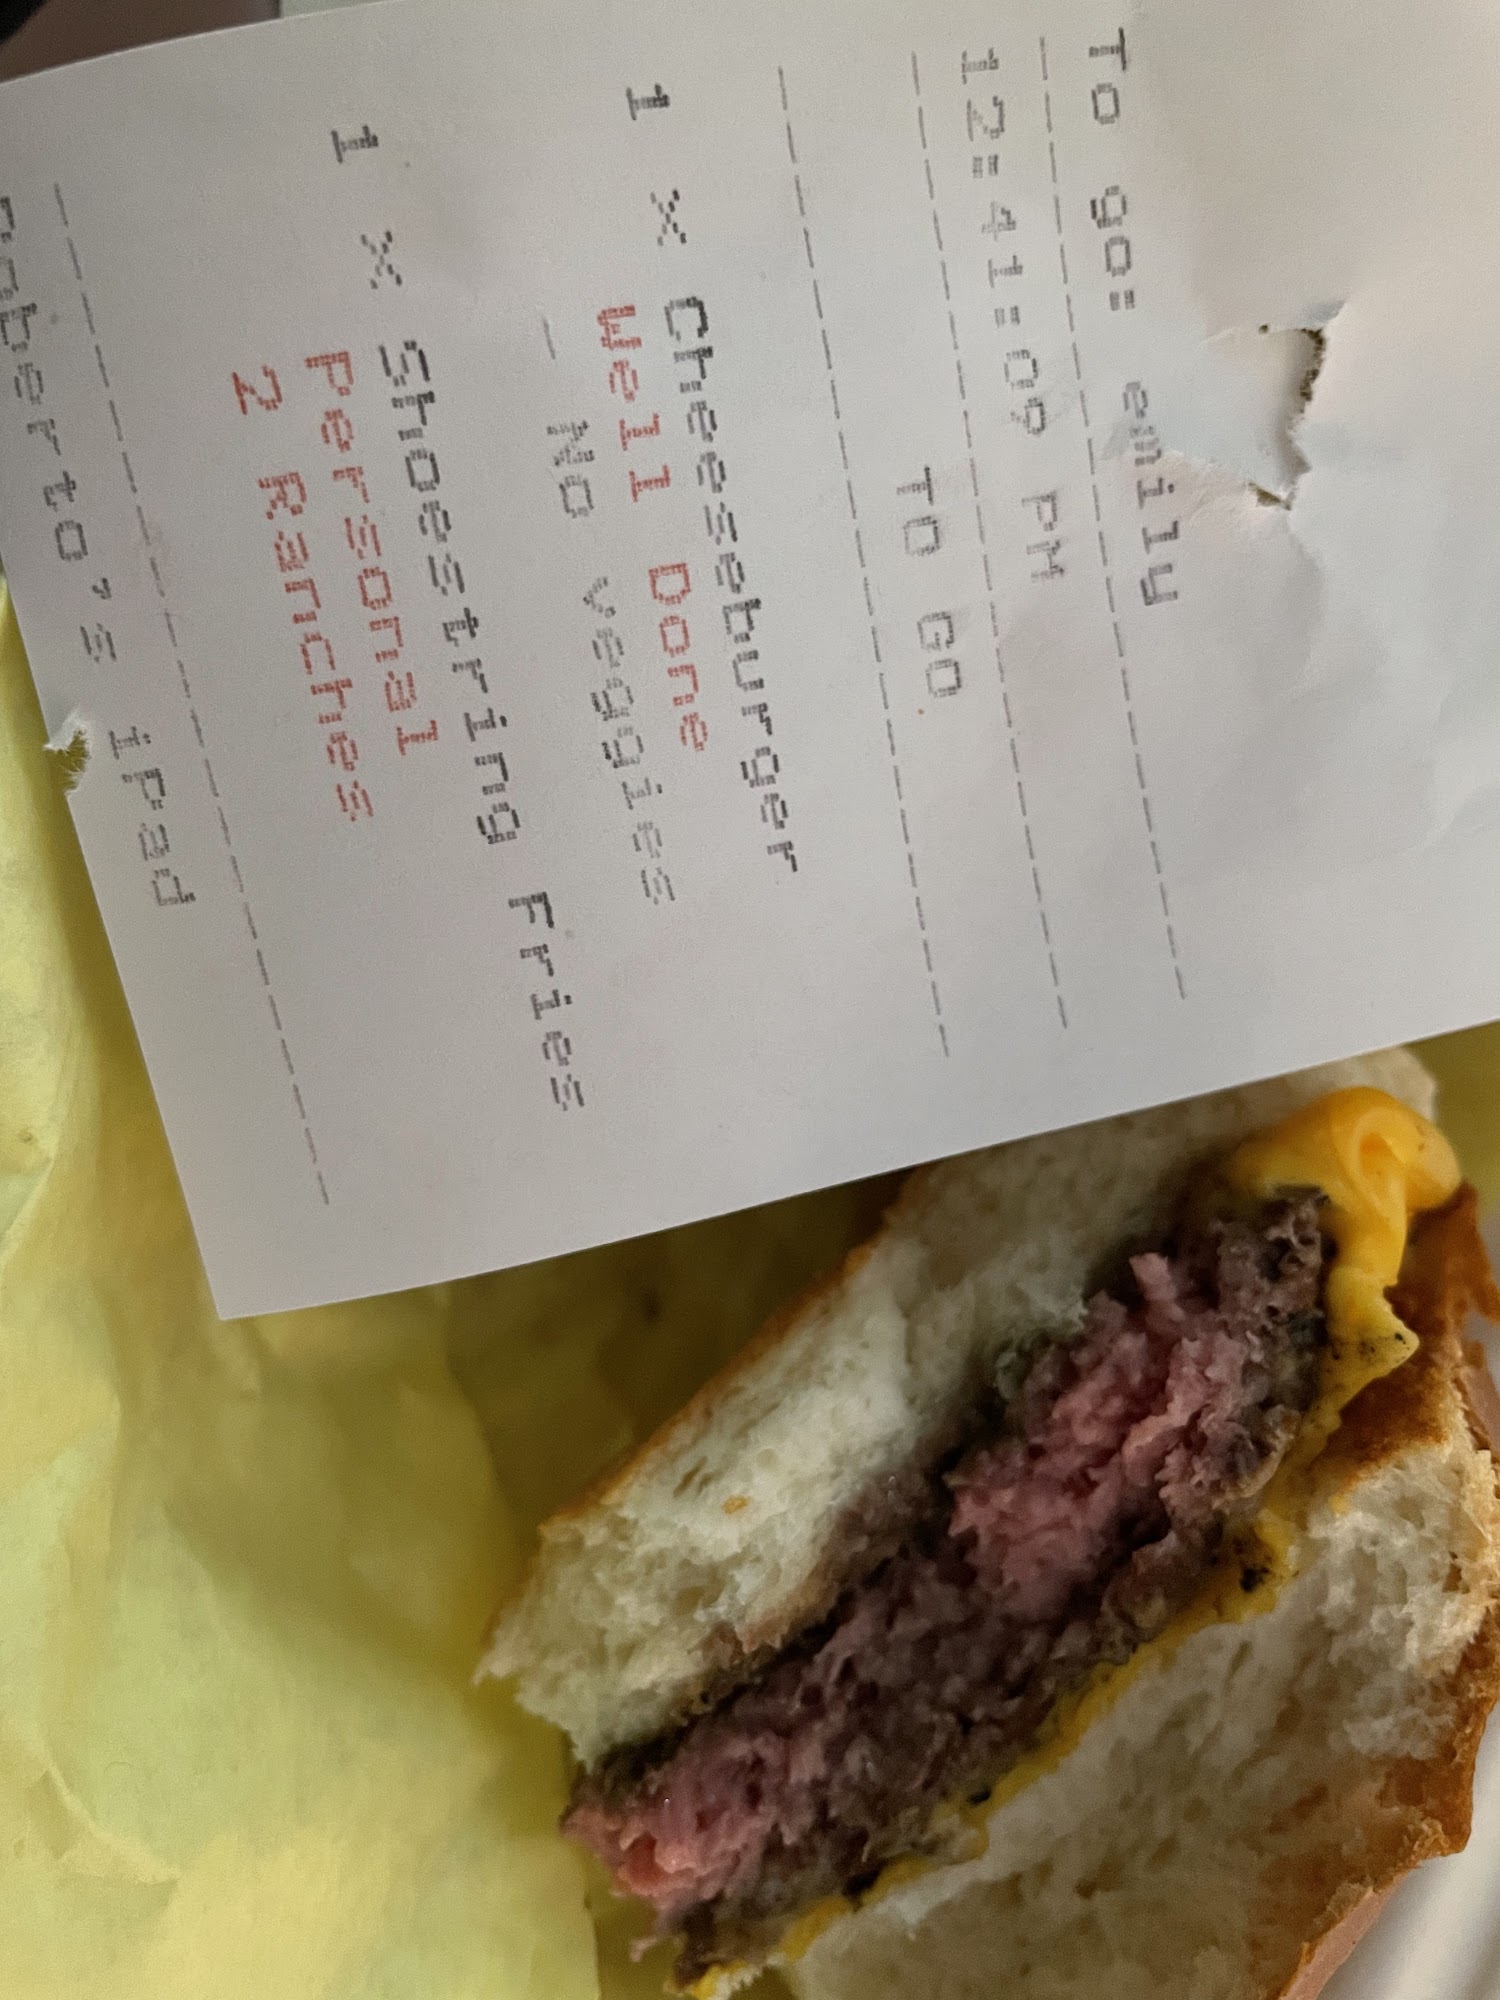 To go: emily
12:41:09 PM
TO GO
1 x Cheeseburger
Well Done
- NO veggies
1 x Shoestring Fries
Personal
2 Ranches
Roberto's iPad